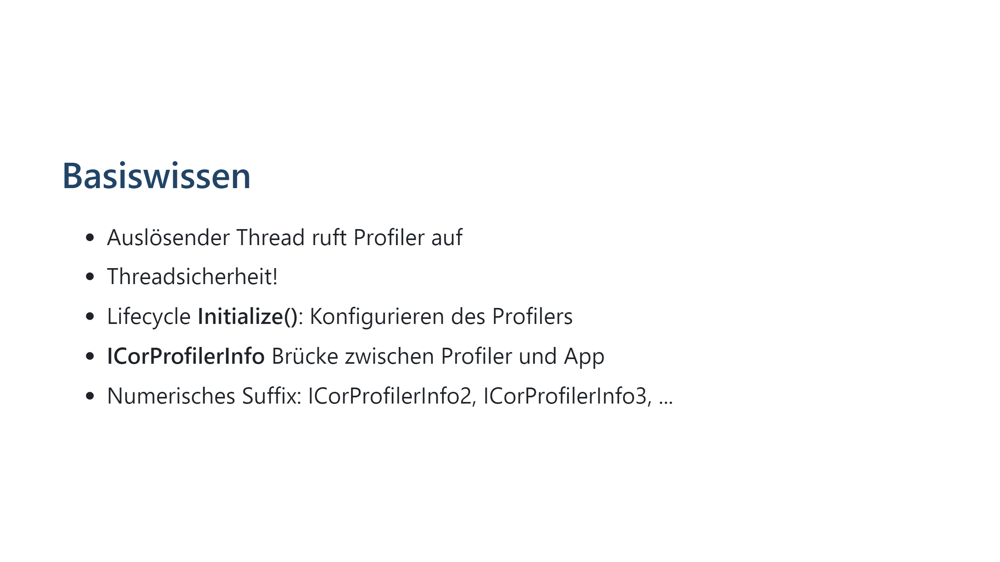 Basiswissen
• Auslösender Thread ruft Profiler auf
• Threadsicherheit!
• Lifecycle Initialize(): Konfigurieren des Profilers
• ICorProfilerInfo Brücke zwischen Profiler und App
• Numerisches Suffix: ICorProfilerInfo2, ICorProfilerInfo3, ...